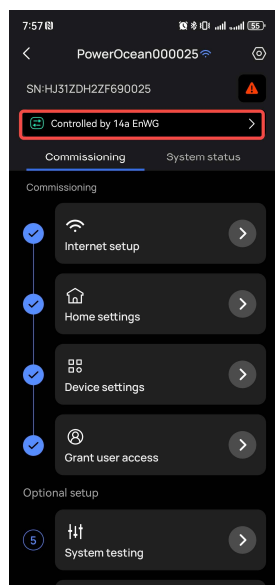 7:57
55
PowerOcean000025
SN:HJ31ZDH2ZF690025
Controlled by 14a EnWG
Commissioning System status
Commissioning
Internet setup
Home settings
Device settings
Grant user access
Optional setup
5
System testing